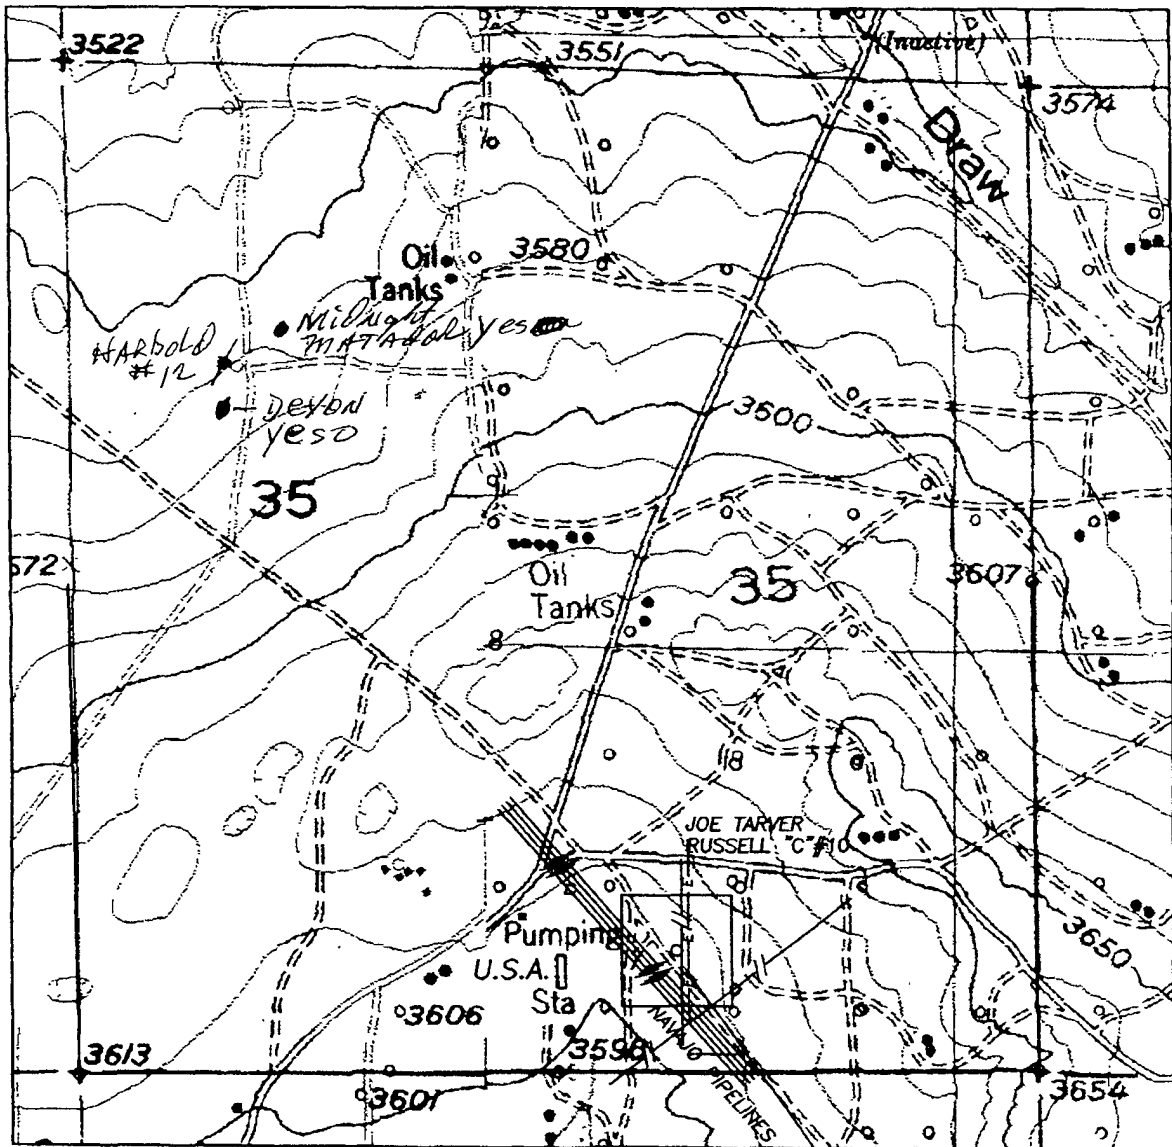 3522
3551
(Inactive)
3574
Draw
Oil
Tanks
3580
Midnight
MATADOR yeso
HARBOLD
#12
DEVON
yeso
3600
35
572
Oil
Tanks
35
3607
8
8
JOE TARVER
RUSSELL "C" #10
Pumping
U.S.A.
Sta
3650
3606
NAVAJO
PIPELINES
3613
3598
3654
3601